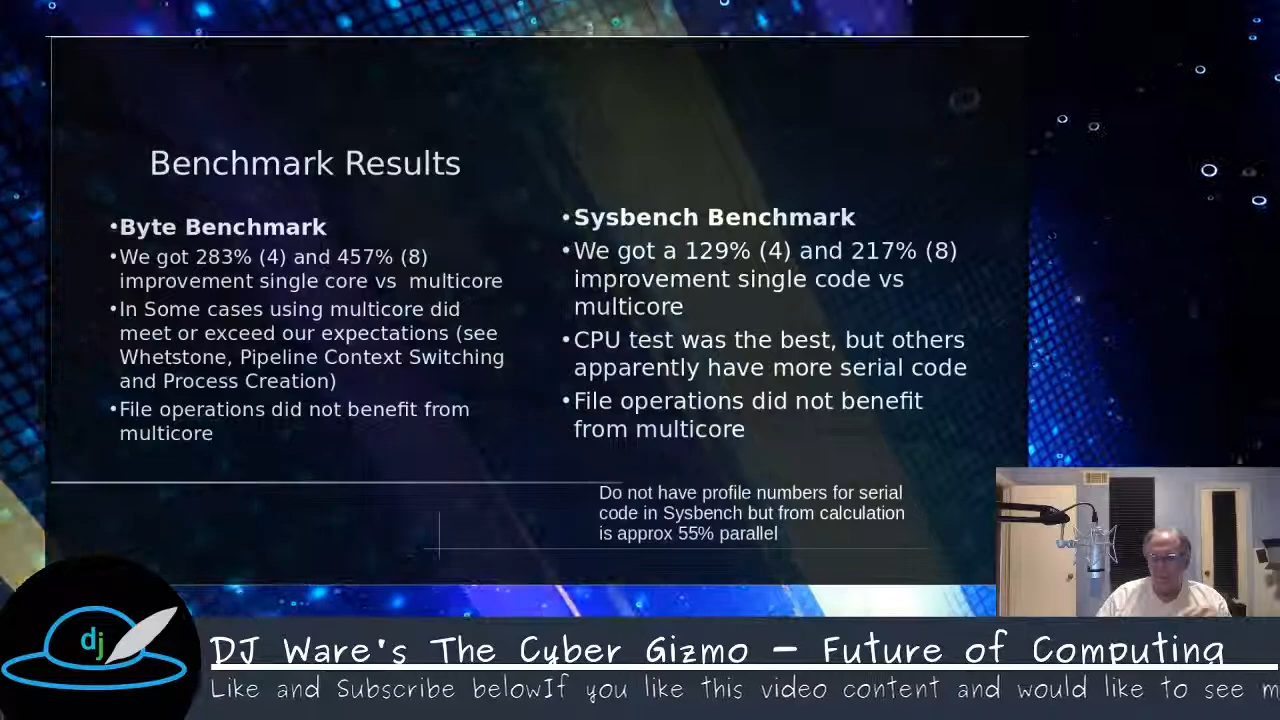 Benchmark Results
•Byte Benchmark
•We got 283% (4) and 457% (8)
improvement single core vs  multicore
•In Some cases using multicore did
meet or exceed our expectations (see
Whetstone, Pipeline Context Switching
and Process Creation)
•File operations did not benefit from
multicore
•Sysbench Benchmark
•We got a 129% (4) and 217% (8)
improvement single code vs
multicore
•CPU test was the best, but others
apparently have more serial code
•File operations did not benefit
from multicore
Do not have profile numbers for serial
code in Sysbench but from calculation
is approx 55% parallel
dj
DJ Ware's The Cyber Gizmo – Future of Computing
Like and Subscribe belowIf you like this video content and would like to see